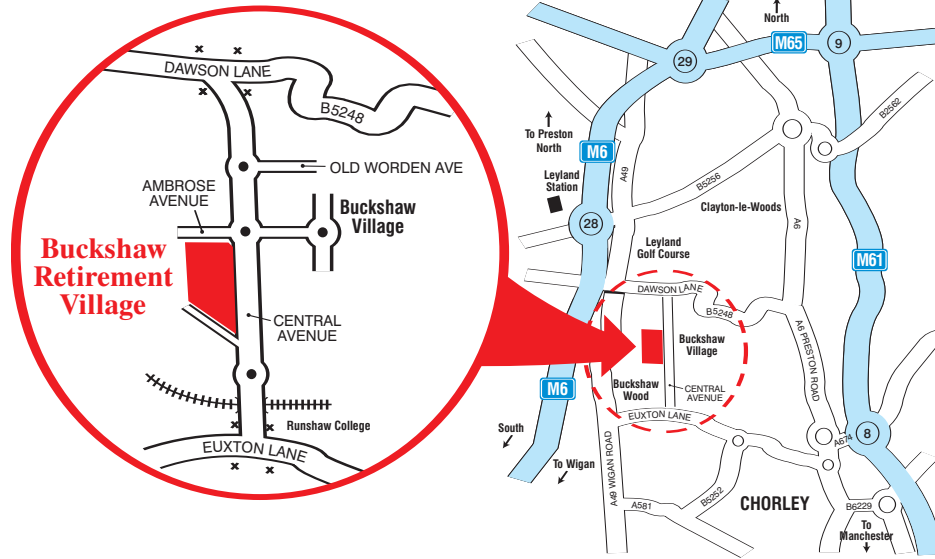 DAWSON LANE
B5248
OLD WORDEN AVE
AMBROSE
AVENUE
Buckshaw
Village
Buckshaw
Retirement
Village
CENTRAL
AVENUE
Runshaw College
EUXTON LANE
North
M65
9
29
B2562
To Preston
North
M6
A49
Leyland
Station
B5256
Clayton-le-Woods
A6
28
Leyland
Golf Course
M61
DAWSON LANE
B5248
Buckshaw
Village
A6 PRESTON ROAD
M6
Buckshaw
Wood
CENTRAL
AVENUE
EUXTON LANE
South
To Wigan
A49 WIGAN ROAD
A674
8
A581
B5252
CHORLEY
B6229
To
Manchester